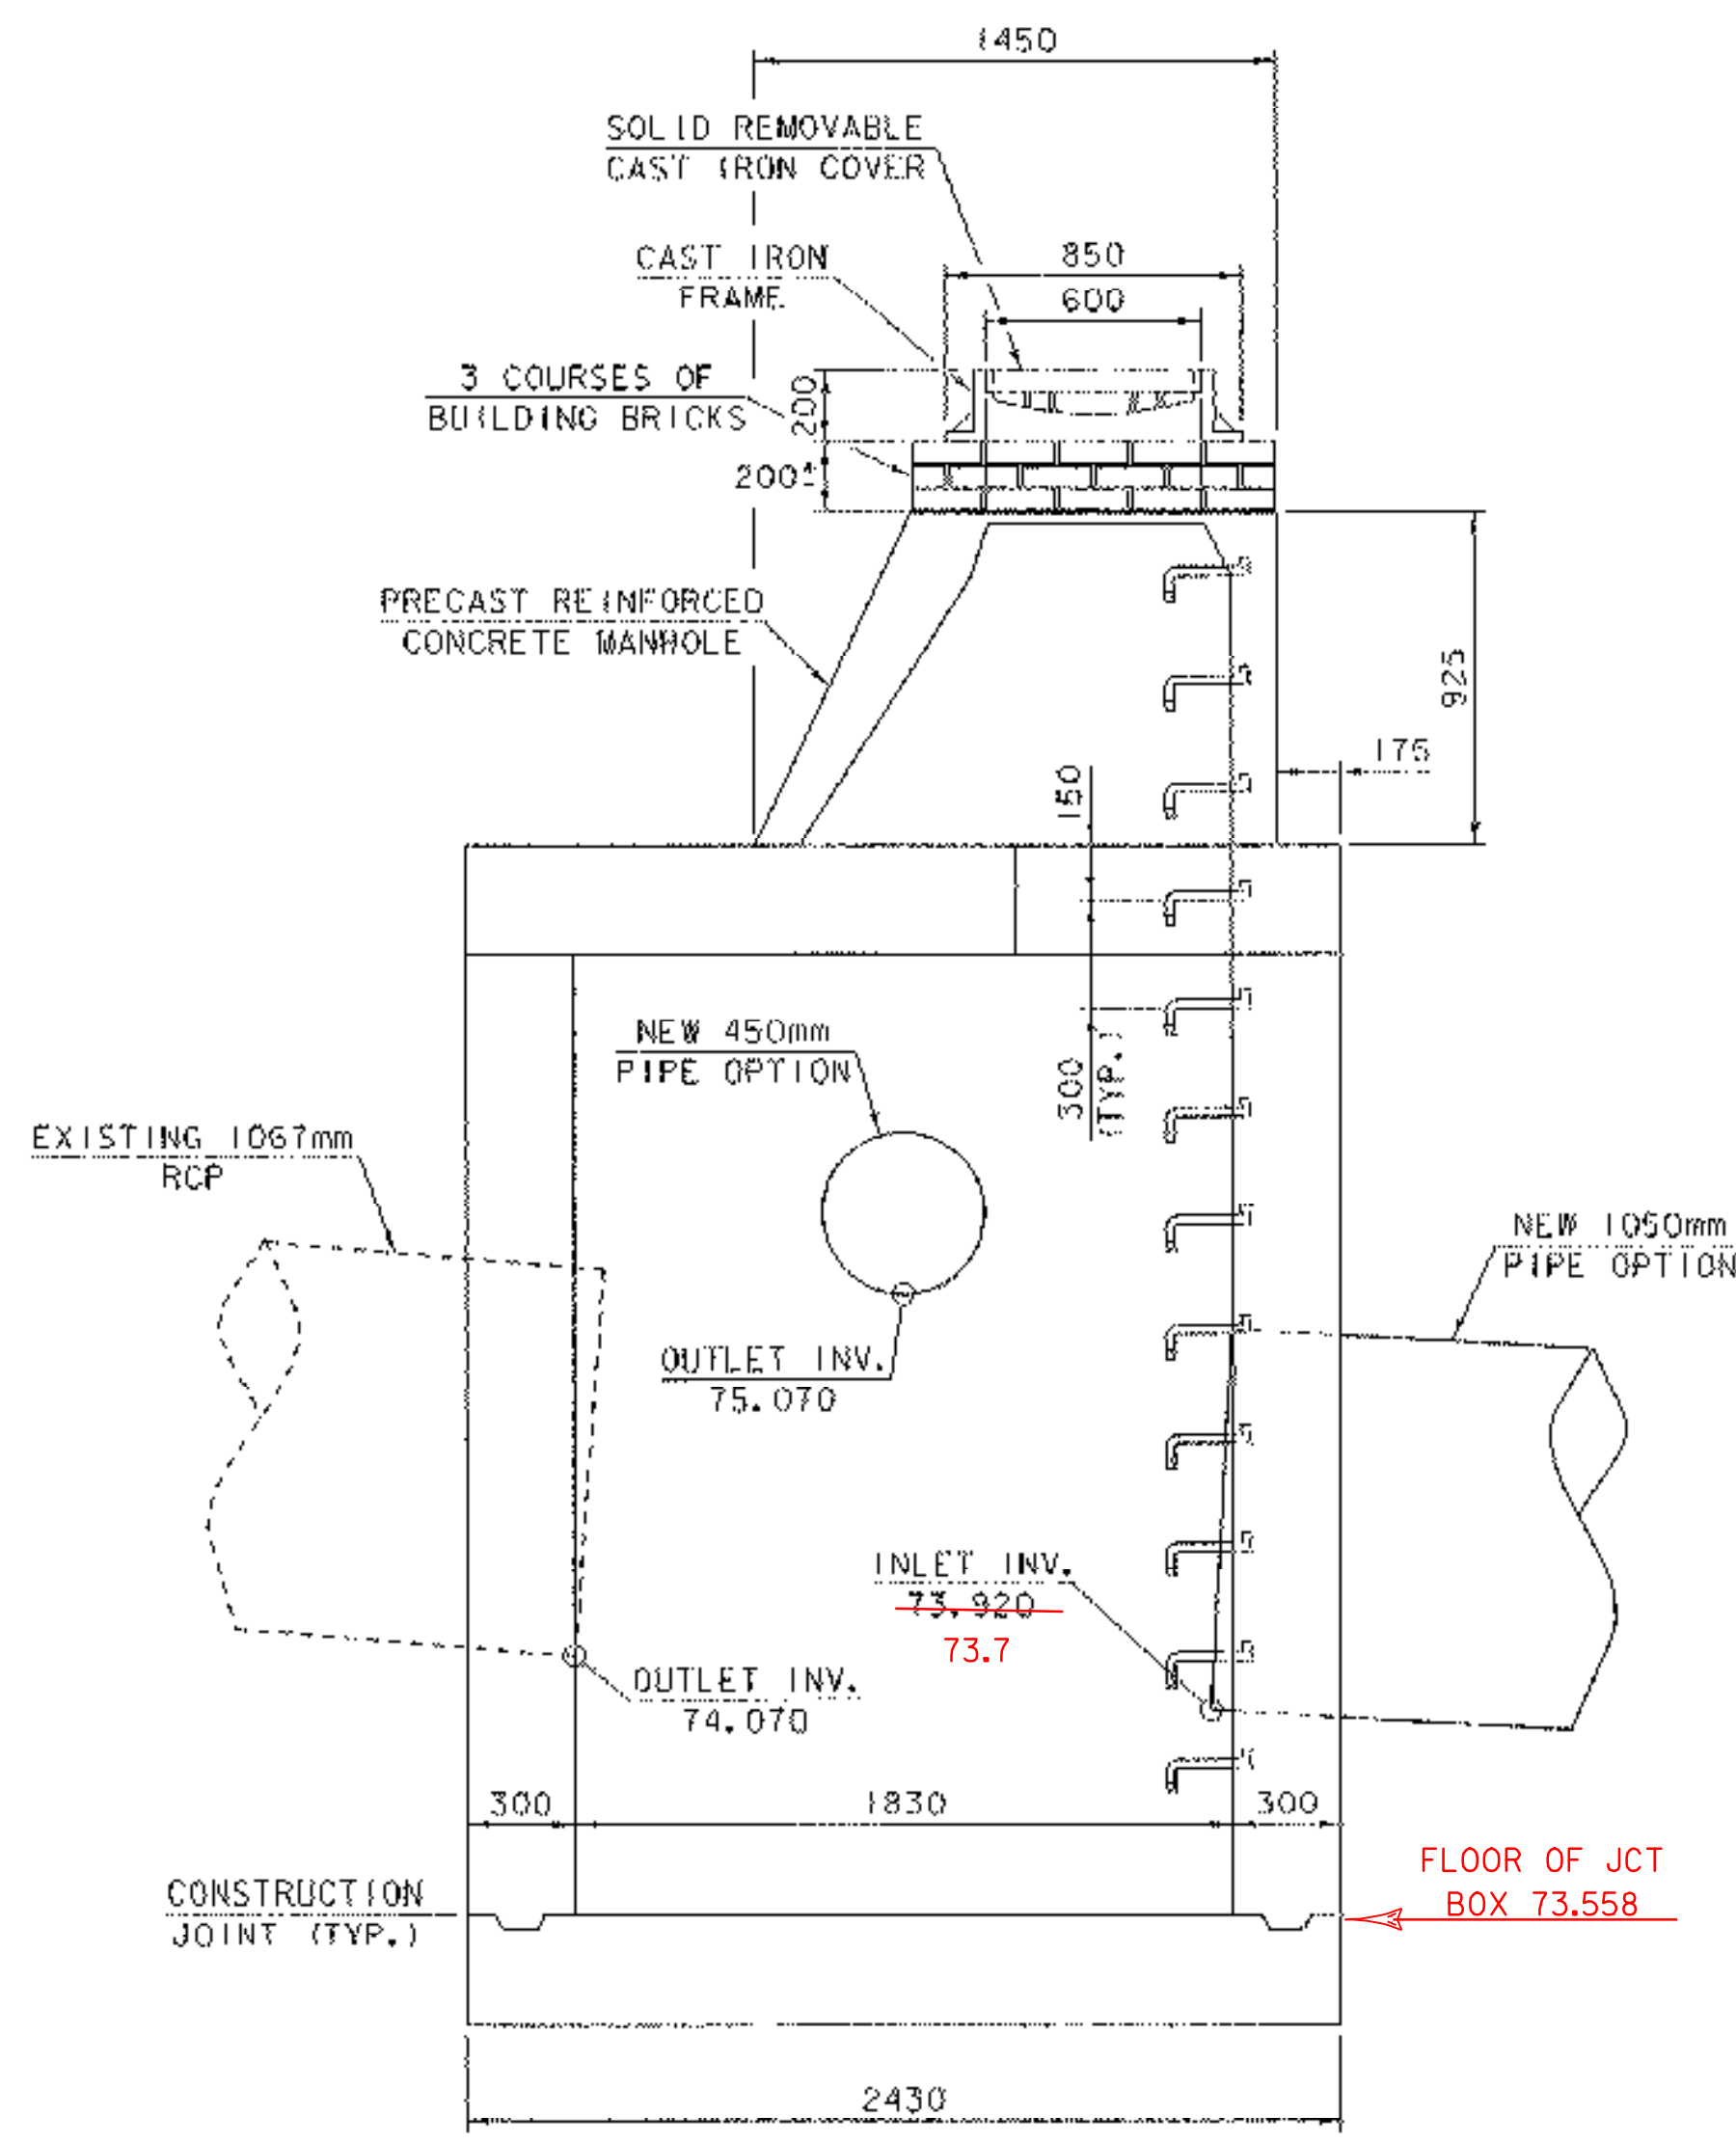 1450
SOLID REMOVABLE
CAST IRON COVER
CAST IRON
FRAME
850
600
3 COURSES OF
BUILDING BRICKS
200
200±
PRECAST REINFORCED
CONCRETE MANHOLE
925
175
150
NEW 450mm
PIPE OPTION
300
(TYP.)
EXISTING 1067mm
RCP
NEW 1050mm
PIPE OPTION
OUTLET INV.
75.070
INLET INV.
73.920
73.7
OUTLET INV.
74.070
300
1830
300
FLOOR OF JCT
BOX 73.558
CONSTRUCTION
JOINT (TYP.)
2430